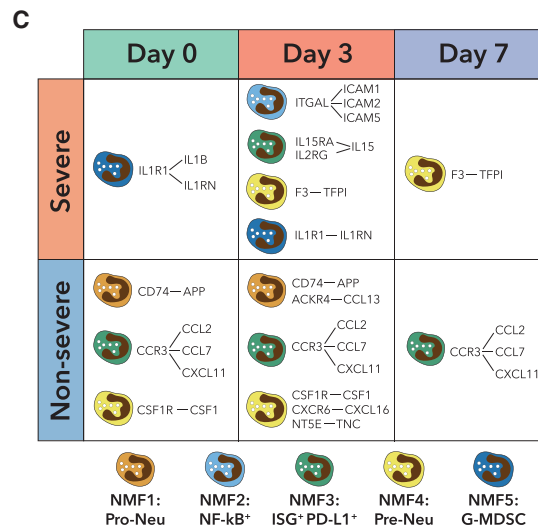 C
Day 0
Day 3
Day 7
Severe
IL1R1
IL1B
IL1RN
ITGAL
ICAM1
ICAM2
ICAM5
IL15RA
IL2RG
IL15
F3—TFPI
IL1R1—IL1RN
F3—TFPI
Non-severe
CD74—APP
CCR3
CCL2
CCL7
CXCL11
CSF1R—CSF1
CD74—APP
ACKR4—CCL13
CCR3
CCL2
CCL7
CXCL11
CSF1R—CSF1
CXCR6—CXCL16
NT5E—TNC
CCR3
CCL2
CCL7
CXCL11
NMF1:
Pro-Neu
NMF2:
NF-kB⁺
NMF3:
ISG⁺ PD-L1⁺
NMF4:
Pre-Neu
NMF5:
G-MDSC